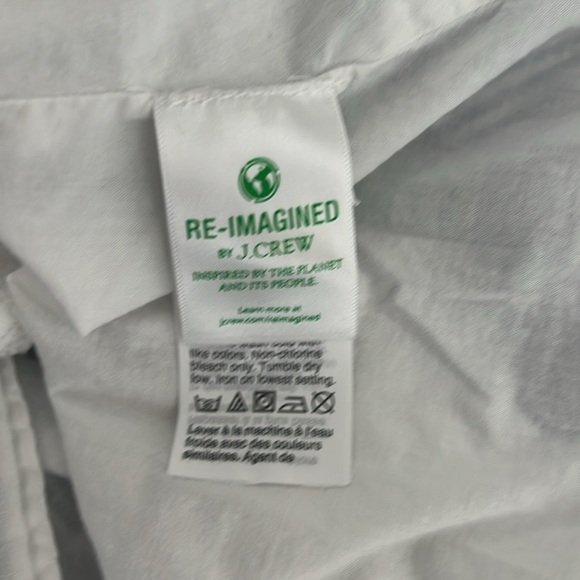 RE-IMAGINED
BY J.CREW
INSPIRED BY THE PLANET
AND ITS PEOPLE.
Learn more at
jcrew.com/reimagined
like colors. Non-chlorine
bleach only. Tumble dry
low. Iron on lowest setting.
Laver à la machine à l'eau
froide avec des couleurs
similaires. Agent de